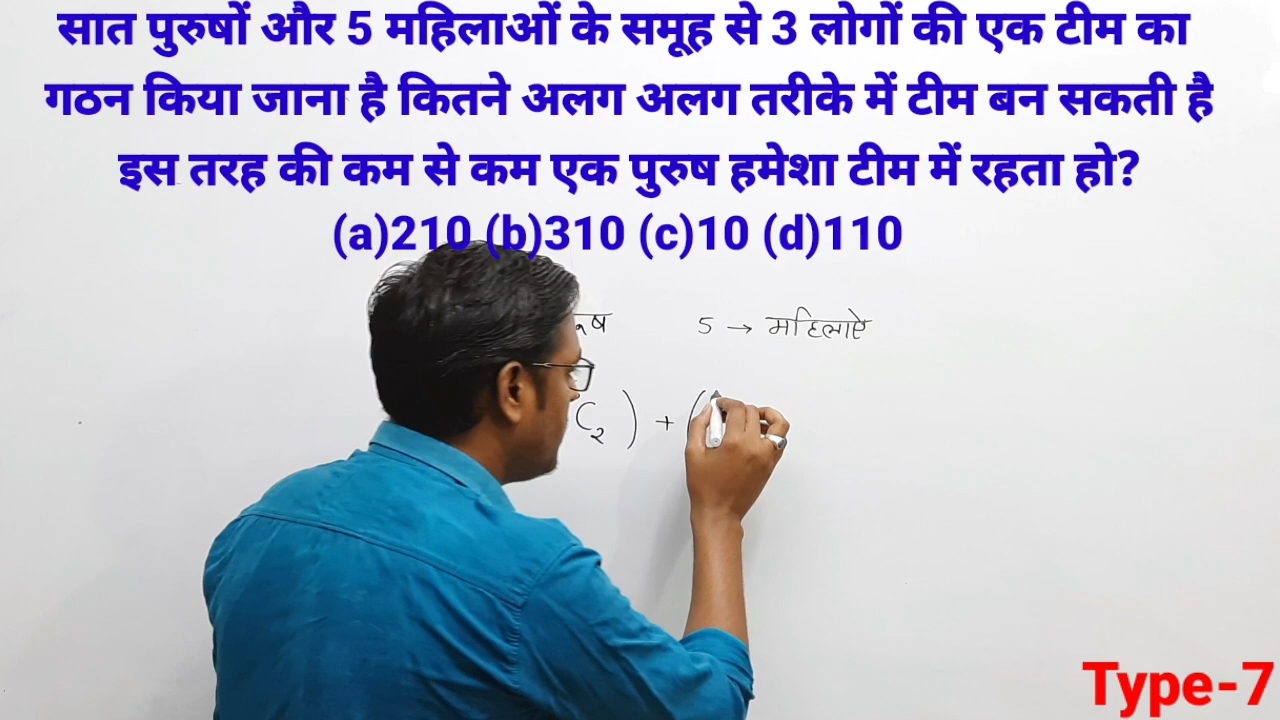 सात पुरुषों और 5 महिलाओं के समूह से 3 लोगों की एक टीम का
गठन किया जाना है कितने अलग अलग तरीके में टीम बन सकती है
इस तरह की कम से कम एक पुरुष हमेशा टीम में रहता हो?
(a)210 (b)310 (c)10 (d)110
5 → महिलाऐ
C₂ ) + (
Type-7